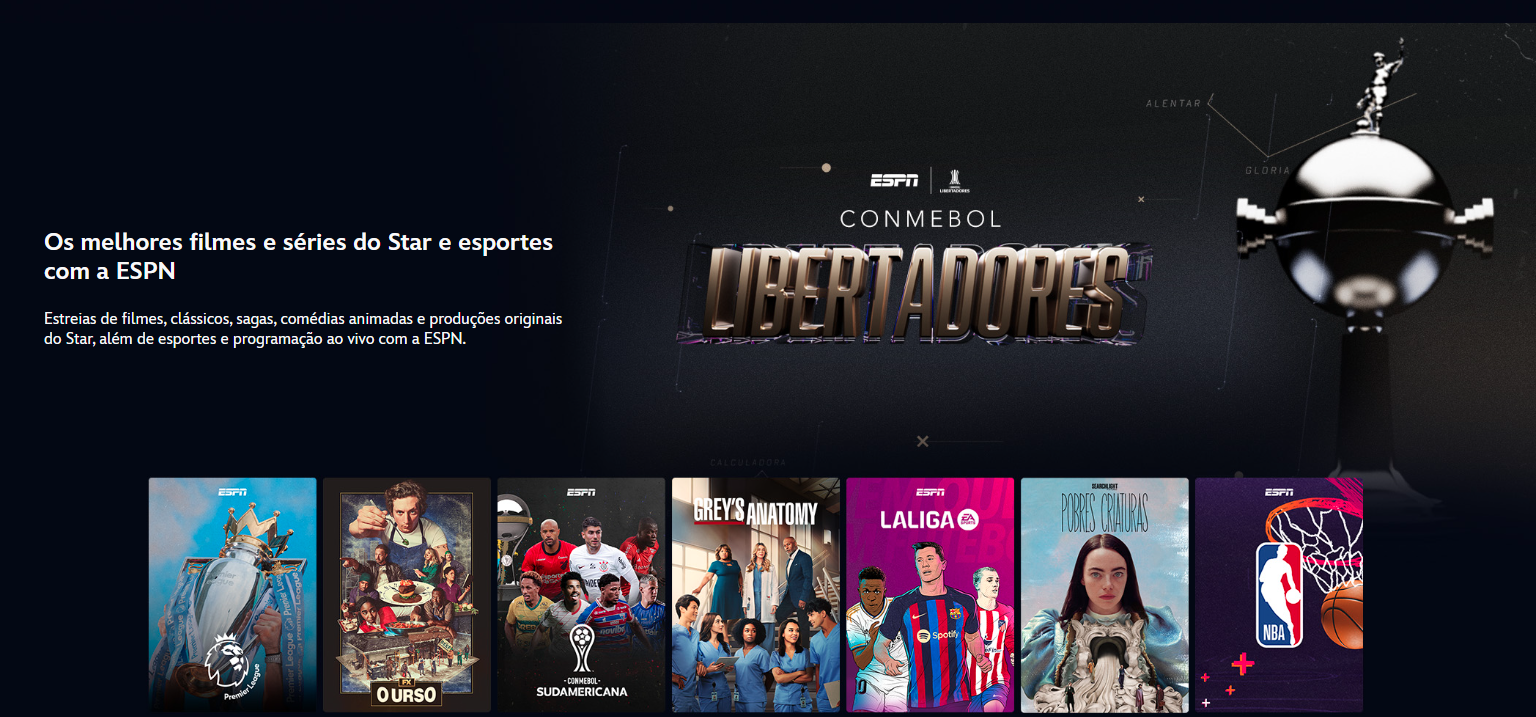 ALENTAR
GLORIA
ESPN
CONMEBOL
LIBERTADORES
CONMEBOL
LIBERTADORES
Os melhores filmes e séries do Star e esportes
com a ESPN
Estreias de filmes, clássicos, sagas, comédias animadas e produções originais
do Star, além de esportes e programação ao vivo com a ESPN.
CALCULADORA
ESPN
Premier League
FX
O URSO
ESPN
·CONMEBOL·
SUDAMERICANA
GREY'S ANATOMY
ESPN
LALIGA
EA
SPORTS
Spotify
SEARCHLIGHT
POBRES CRIATURAS
ESPN
NBA